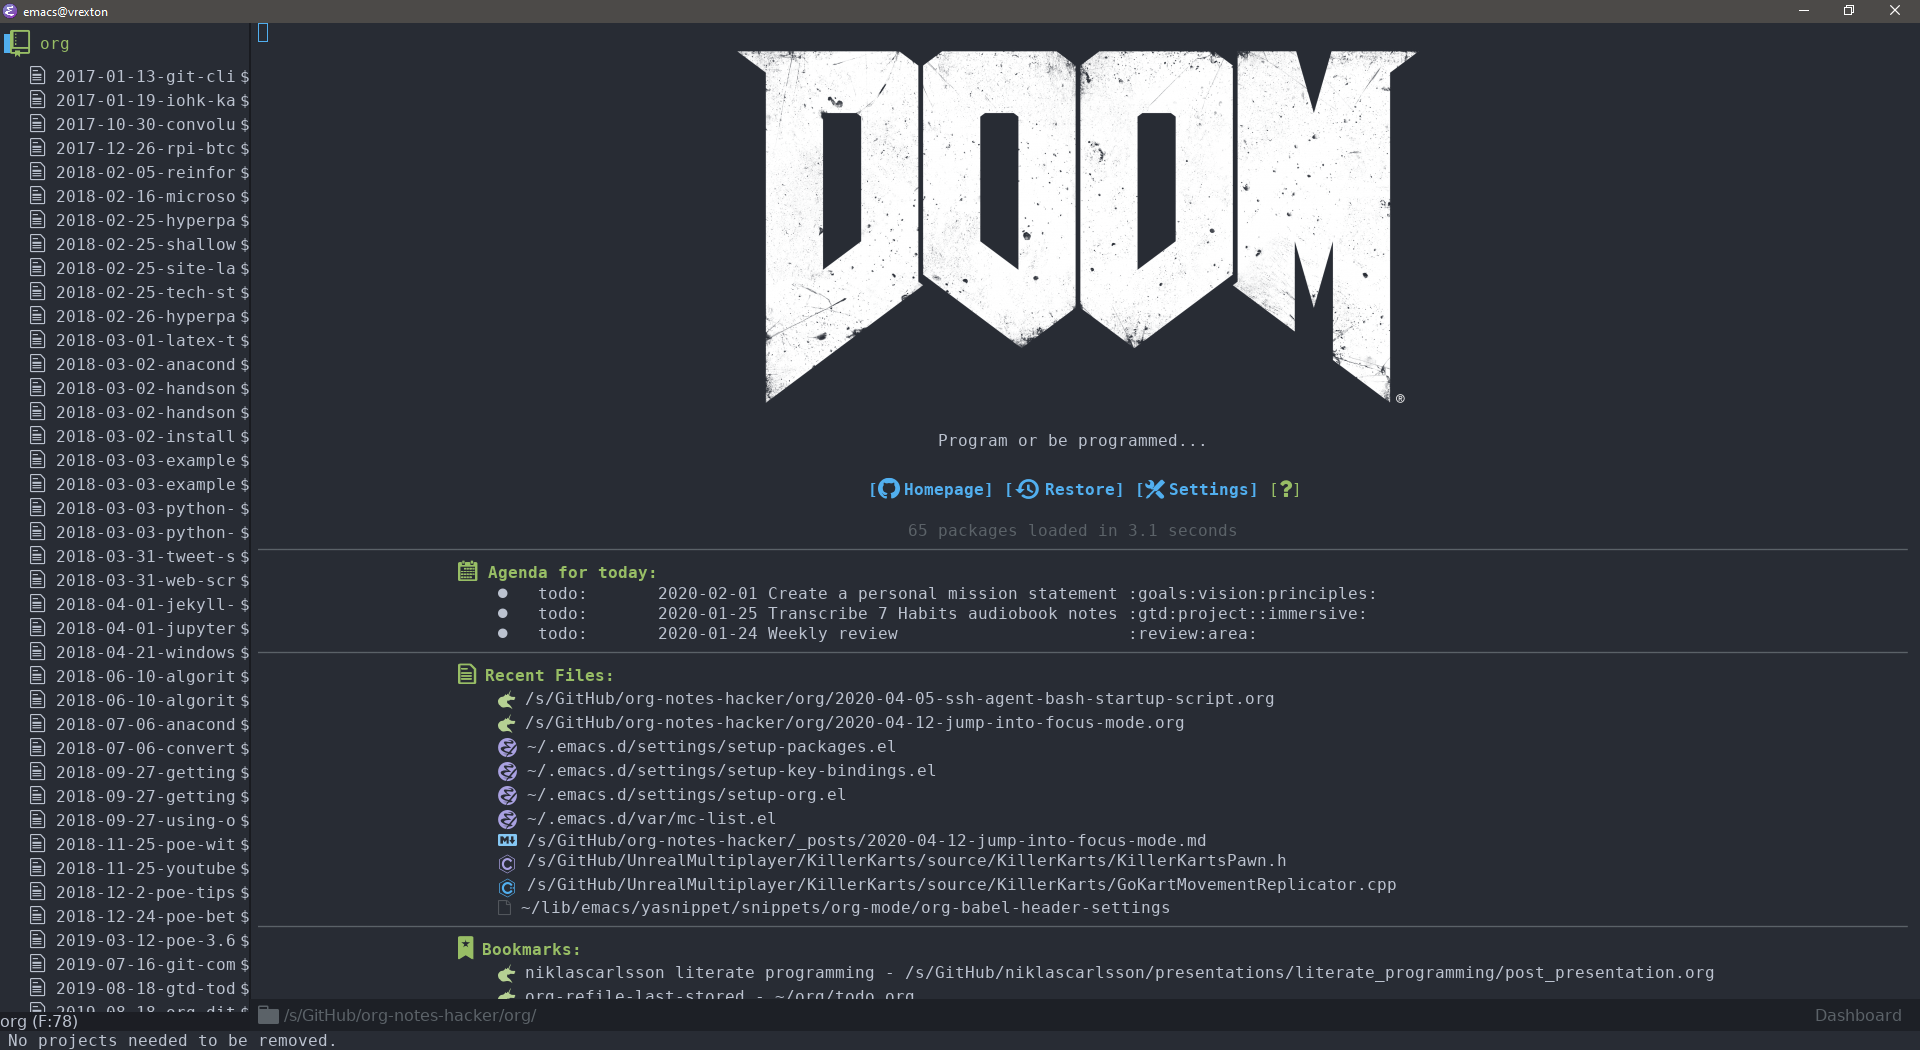 emacs@vrexton
org
2017-01-13-git-cli $
2017-01-19-iohk-ka $
2017-10-30-convolu $
2017-12-26-rpi-btc $
2018-02-05-reinfor $
2018-02-16-microso $
2018-02-25-hyperpa $
2018-02-25-shallow $
2018-02-25-site-la $
2018-02-25-tech-st $
2018-02-26-hyperpa $
2018-03-01-latex-t $
2018-03-02-anacond $
2018-03-02-handson $
2018-03-02-handson $
2018-03-02-install $
2018-03-03-example $
2018-03-03-example $
2018-03-03-python- $
2018-03-03-python- $
2018-03-31-tweet-s $
2018-03-31-web-scr $
2018-04-01-jekyll- $
2018-04-01-jupyter $
2018-04-21-windows $
2018-06-10-algorit $
2018-06-10-algorit $
2018-07-06-anacond $
2018-07-06-convert $
2018-09-27-getting $
2018-09-27-getting $
2018-09-27-using-o $
2018-11-25-poe-wit $
2018-11-25-youtube $
2018-12-2-poe-tips $
2018-12-24-poe-bet $
2019-03-12-poe-3.6 $
2019-07-16-git-com $
2019-08-18-gtd-tod $
2019-08-18-org-dit $
org (F:78)
DOOM®
Program or be programmed...
[Homepage] [Restore] [Settings] [?]
65 packages loaded in 3.1 seconds
Agenda for today:
todo: 2020-02-01 Create a personal mission statement :goals:vision:principles:
todo: 2020-01-25 Transcribe 7 Habits audiobook notes :gtd:project::immersive:
todo: 2020-01-24 Weekly review :review:area:
Recent Files:
/s/GitHub/org-notes-hacker/org/2020-04-05-ssh-agent-bash-startup-script.org
/s/GitHub/org-notes-hacker/org/2020-04-12-jump-into-focus-mode.org
~/.emacs.d/settings/setup-packages.el
~/.emacs.d/settings/setup-key-bindings.el
~/.emacs.d/settings/setup-org.el
~/.emacs.d/var/mc-list.el
/s/GitHub/org-notes-hacker/_posts/2020-04-12-jump-into-focus-mode.md
/s/GitHub/UnrealMultiplayer/KillerKarts/source/KillerKarts/KillerKartsPawn.h
/s/GitHub/UnrealMultiplayer/KillerKarts/source/KillerKarts/GoKartMovementReplicator.cpp
~/lib/emacs/yasnippet/snippets/org-mode/org-babel-header-settings
Bookmarks:
niklascarlsson literate programming - /s/GitHub/niklascarlsson/presentations/literate_programming/post_presentation.org
org-refile-last-stored - ~/org/todo.org
/s/GitHub/org-notes-hacker/org/
Dashboard
No projects needed to be removed.